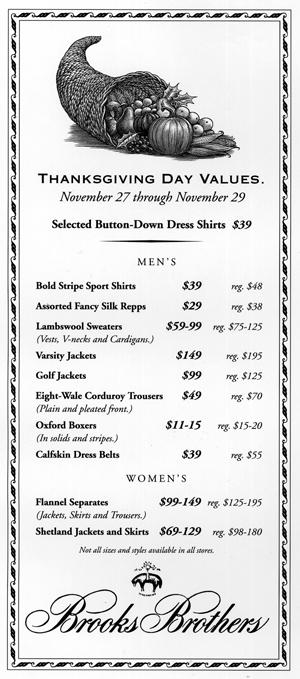 THANKSGIVING DAY VALUES.
November 27 through November 29
Selected Button-Down Dress Shirts $39
MEN'S
Bold Stripe Sport Shirts $39 reg. $48
Assorted Fancy Silk Repps $29 reg. $38
Lambswool Sweaters $59-99 reg. $75-125
(Vests, V-necks and Cardigans.)
Varsity Jackets $149 reg. $195
Golf Jackets $99 reg. $125
Eight-Wale Corduroy Trousers $49 reg. $70
(Plain and pleated front.)
Oxford Boxers $11-15 reg. $15-20
(In solids and stripes.)
Calfskin Dress Belts $39 reg. $55
WOMEN'S
Flannel Separates $99-149 reg. $125-195
(Jackets, Skirts and Trousers.)
Shetland Jackets and Skirts $69-129 reg. $98-180
Not all sizes and styles available in all stores.
Brooks Brothers